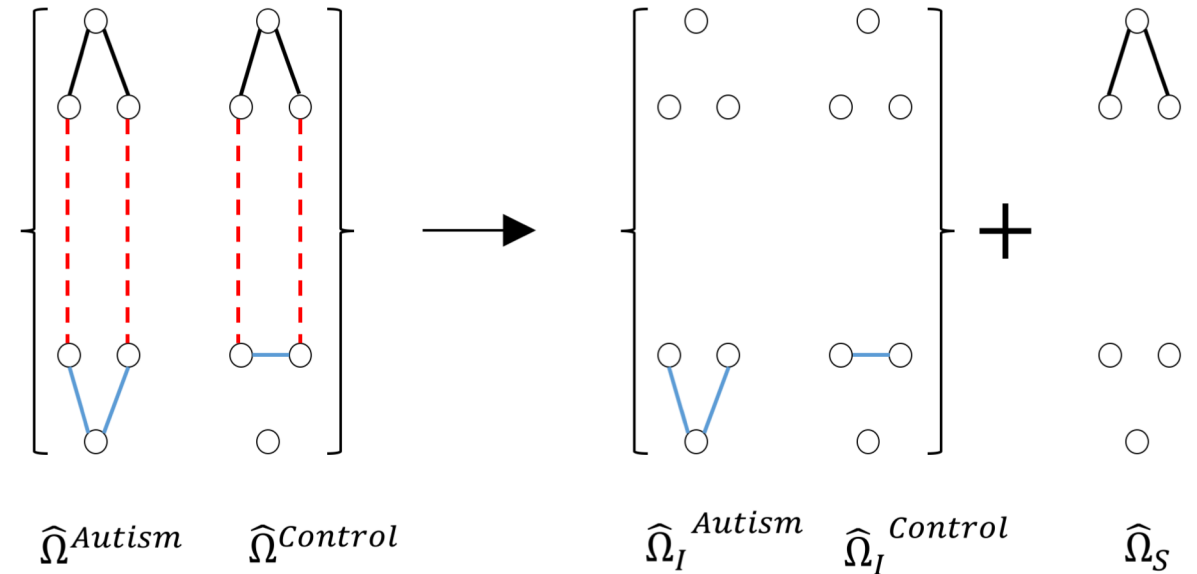 Ω̂^Autism Ω̂^Control Ω̂_I^Autism Ω̂_I^Control Ω̂_S
+